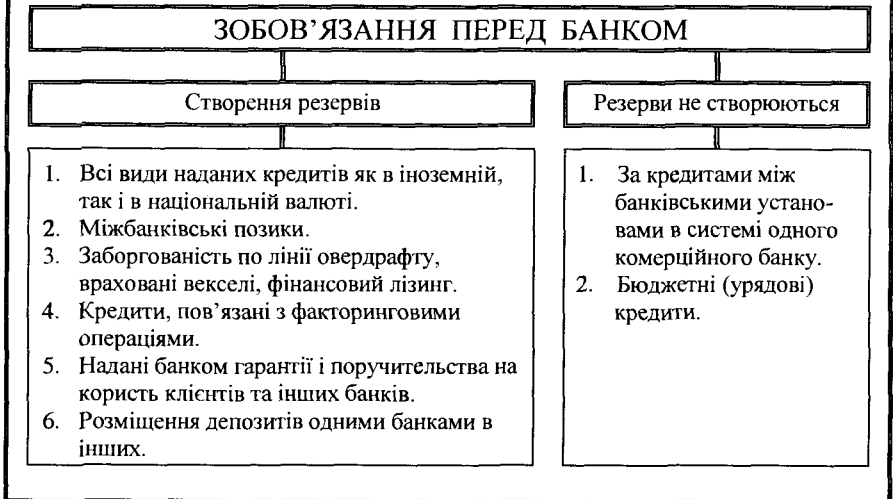 ЗОБОВ’ЯЗАННЯ ПЕРЕД БАНКОМ
Створення резервів
Резерви не створюються
1. Всі види наданих кредитів як в іноземній,
так і в національній валюті.
2. Міжбанківські позики.
3. Заборгованість по лінії овердрафту,
враховані векселі, фінансовий лізинг.
4. Кредити, пов’язані з факторинговими
операціями.
5. Надані банком гарантії і поручительства на
користь клієнтів та інших банків.
6. Розміщення депозитів одними банками в
інших.
1. За кредитами між
банківськими устано-
вами в системі одного
комерційного банку.
2. Бюджетні (урядові)
кредити.